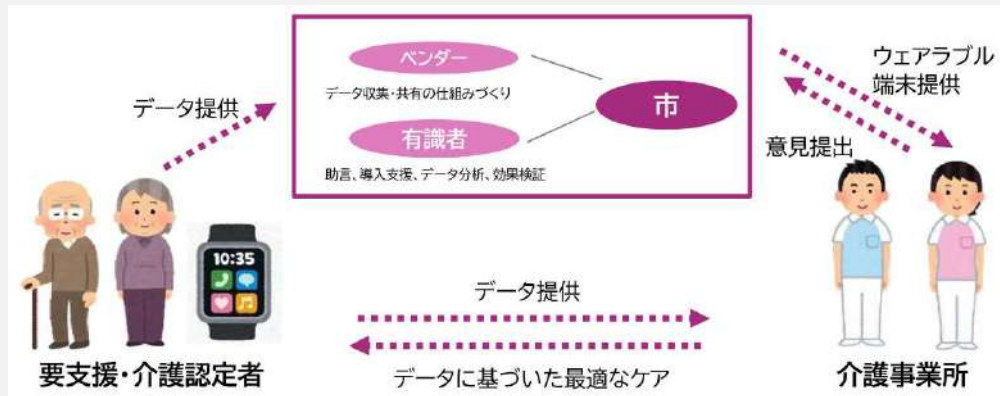 ベンダー
データ収集・共有の仕組みづくり
有識者
助言、導入支援、データ分析、効果検証
市
データ提供
ウェアラブル
端末提供
意見提出
10:35
データ提供
データに基づいた最適なケア
要支援・介護認定者
介護事業所